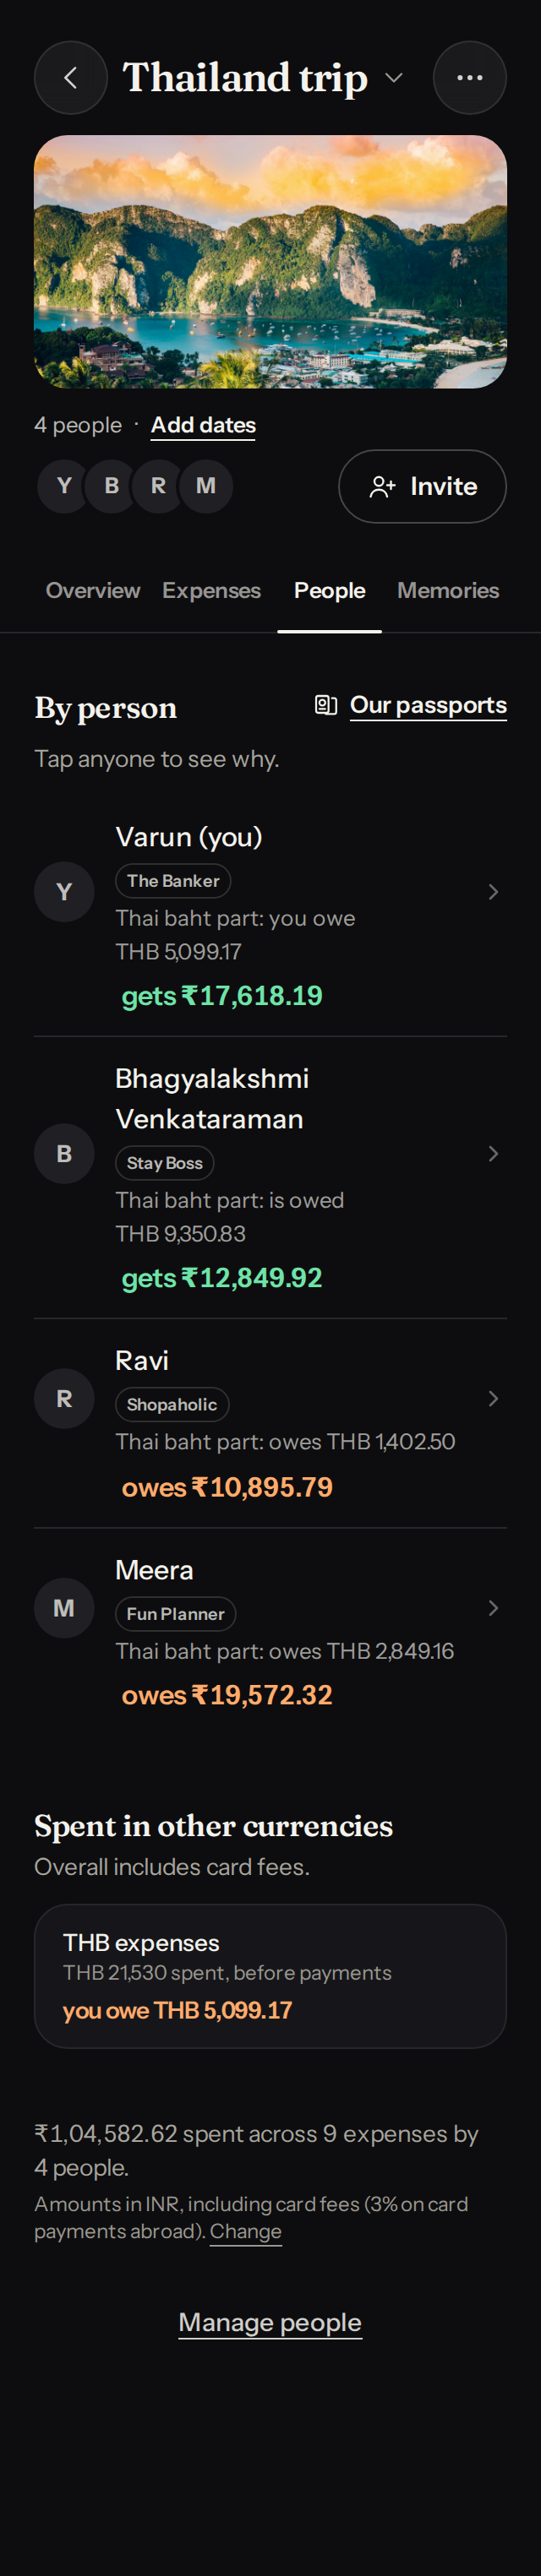 Thailand trip
4 people · Add dates
Y B R M
Invite
Overview Expenses People Memories
By person
Our passports
Tap anyone to see why.
Varun (you)
Y
The Banker
Thai baht part: you owe
THB 5,099.17
gets ₹17,618.19
Bhagyalakshmi
Venkataraman
B
Stay Boss
Thai baht part: is owed
THB 9,350.83
gets ₹12,849.92
Ravi
R
Shopaholic
Thai baht part: owes THB 1,402.50
owes ₹10,895.79
Meera
M
Fun Planner
Thai baht part: owes THB 2,849.16
owes ₹19,572.32
Spent in other currencies
Overall includes card fees.
THB expenses
THB 21,530 spent, before payments
you owe THB 5,099.17
₹1,04,582.62 spent across 9 expenses by
4 people.
Amounts in INR, including card fees (3% on card
payments abroad). Change
Manage people